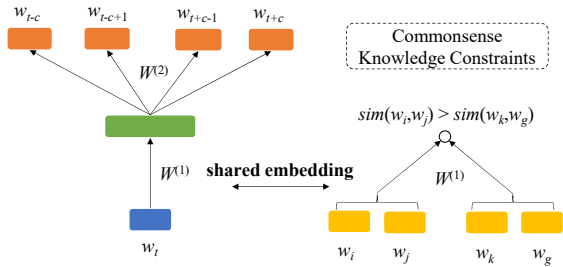 w_{t-c} w_{t-c+1} w_{t+c-1} w_{t+c}
Commonsense
Knowledge Constraints
W^{(2)}
sim(w_i,w_j) > sim(w_k,w_g)
W^{(1)}
shared embedding
W^{(1)}
w_t
w_i w_j w_k w_g